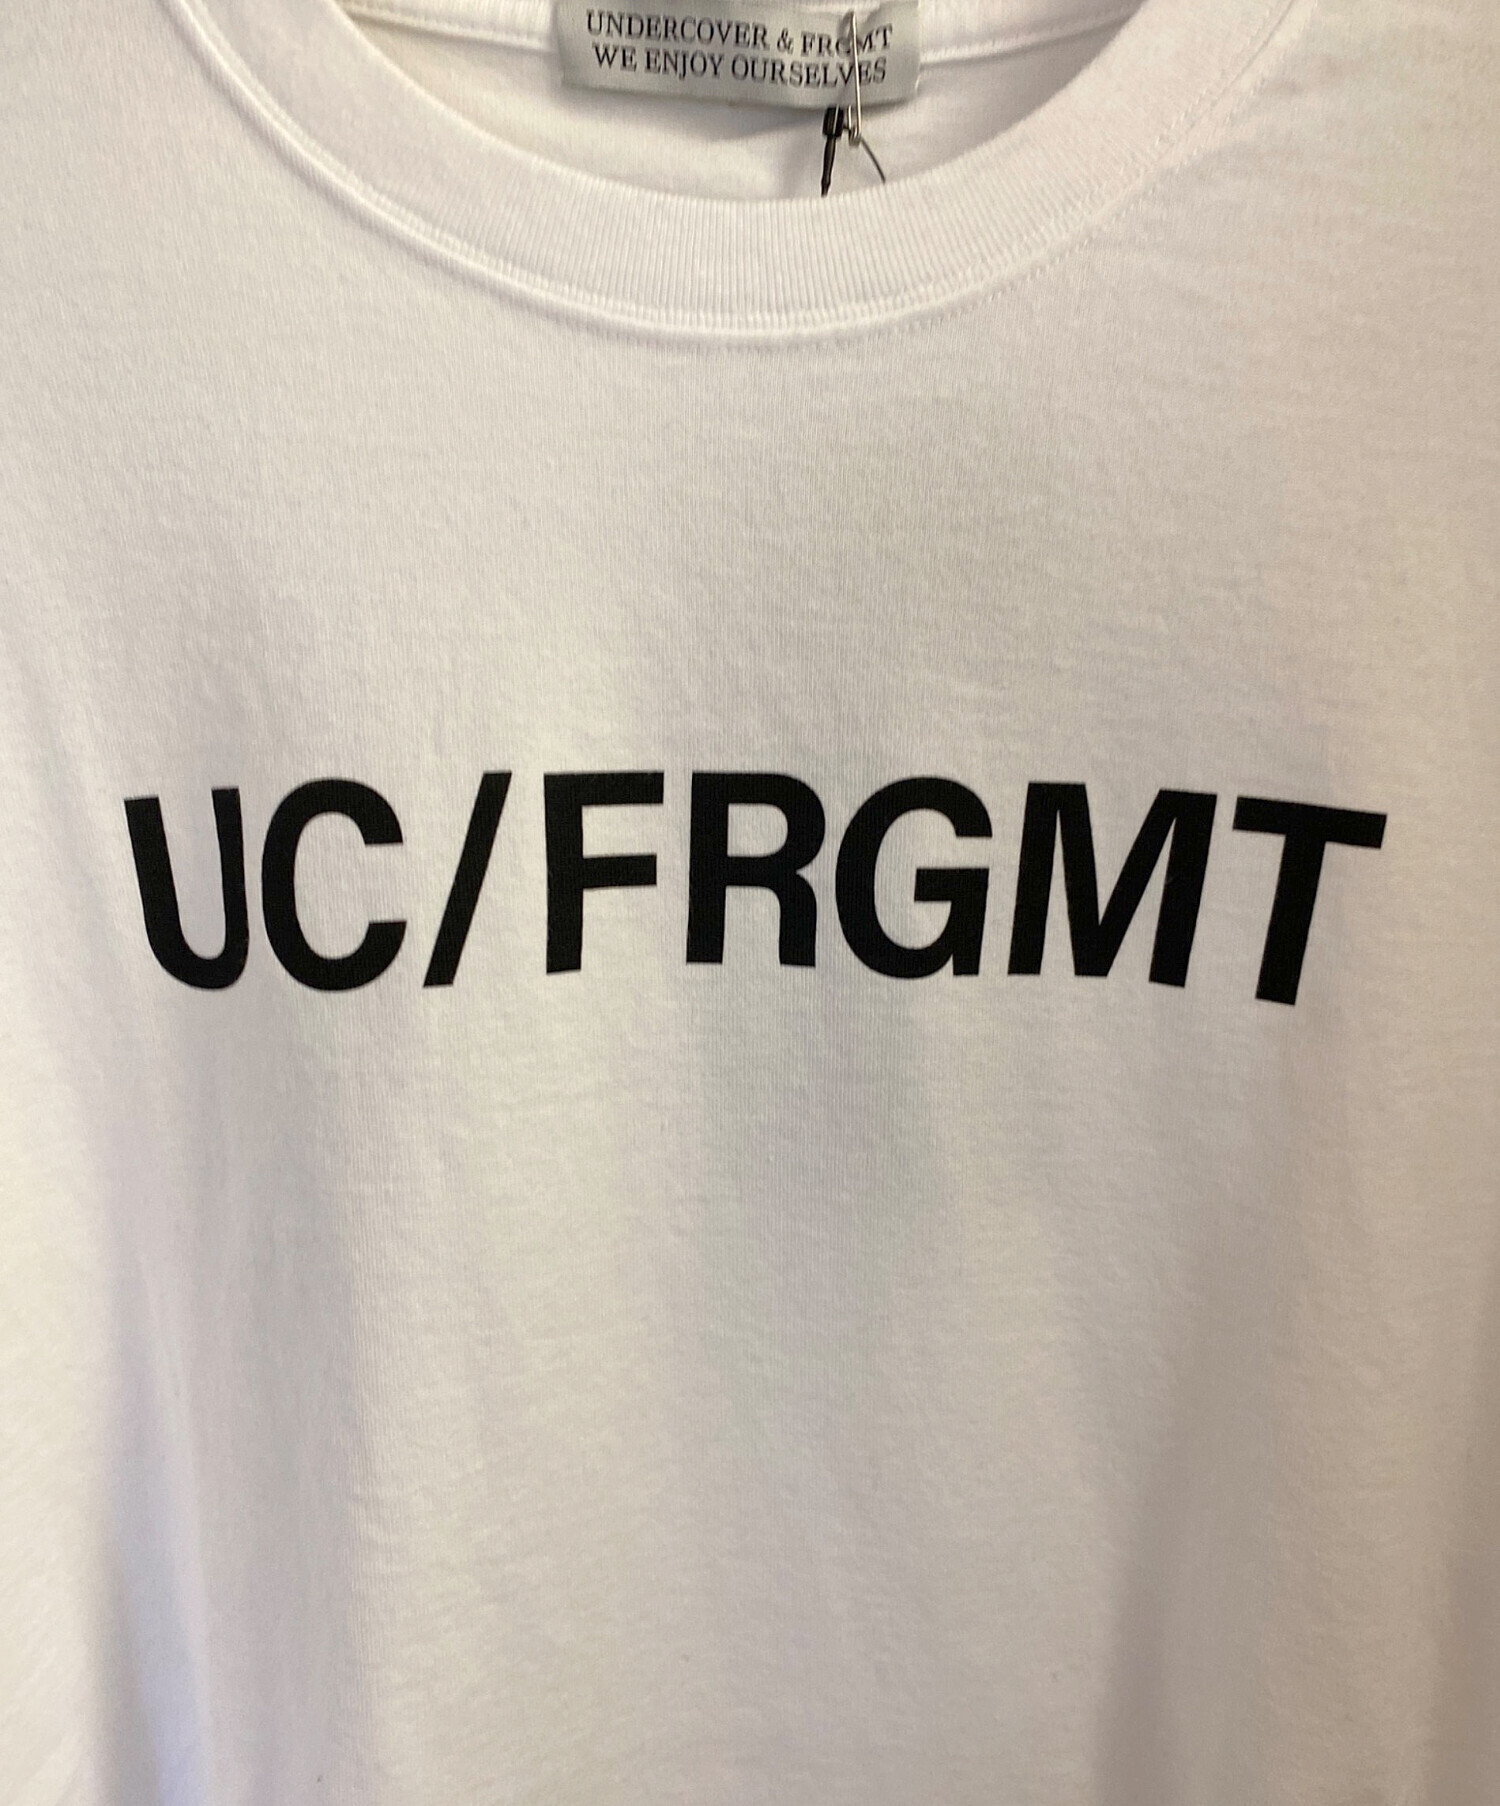 UNDERCOVER & FRGMT
WE ENJOY OURSELVES
UC/FRGMT